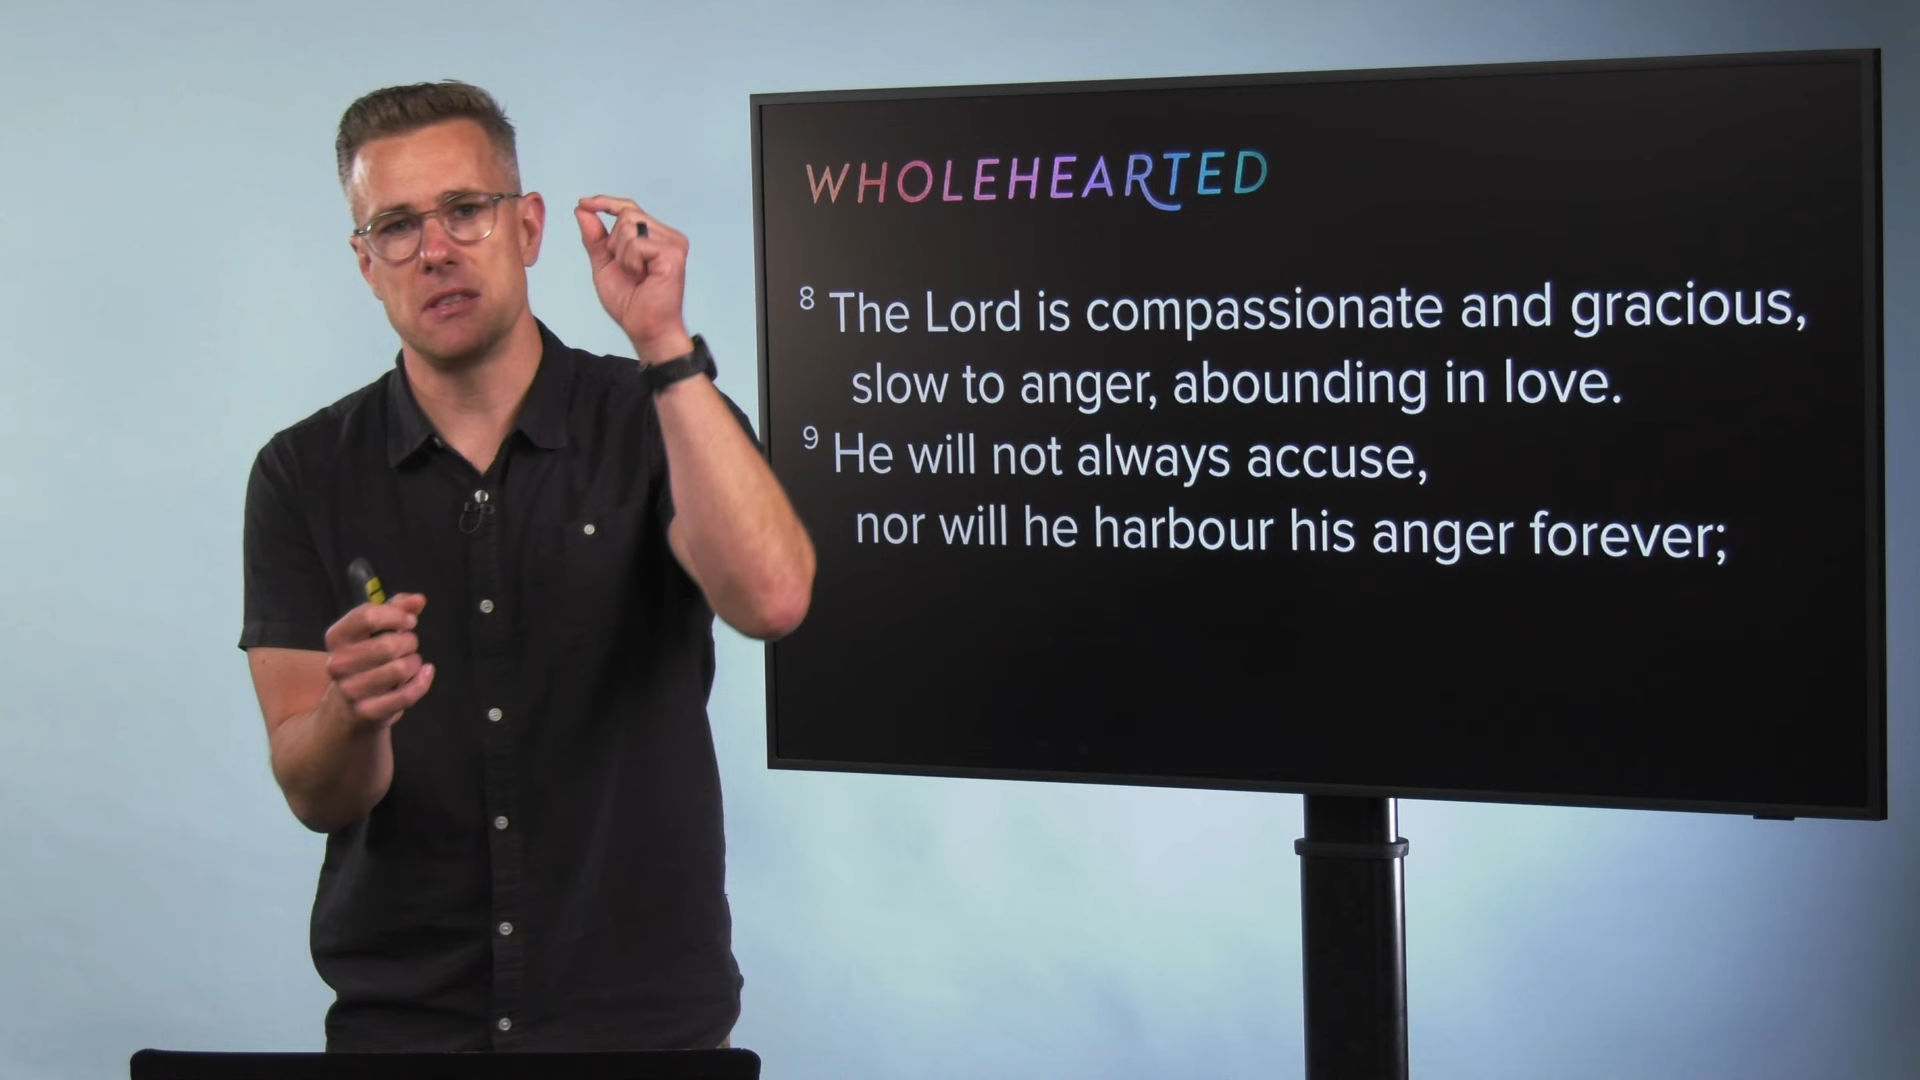 WHOLEHEARTED
8 The Lord is compassionate and gracious,
slow to anger, abounding in love.
9 He will not always accuse,
nor will he harbour his anger forever;